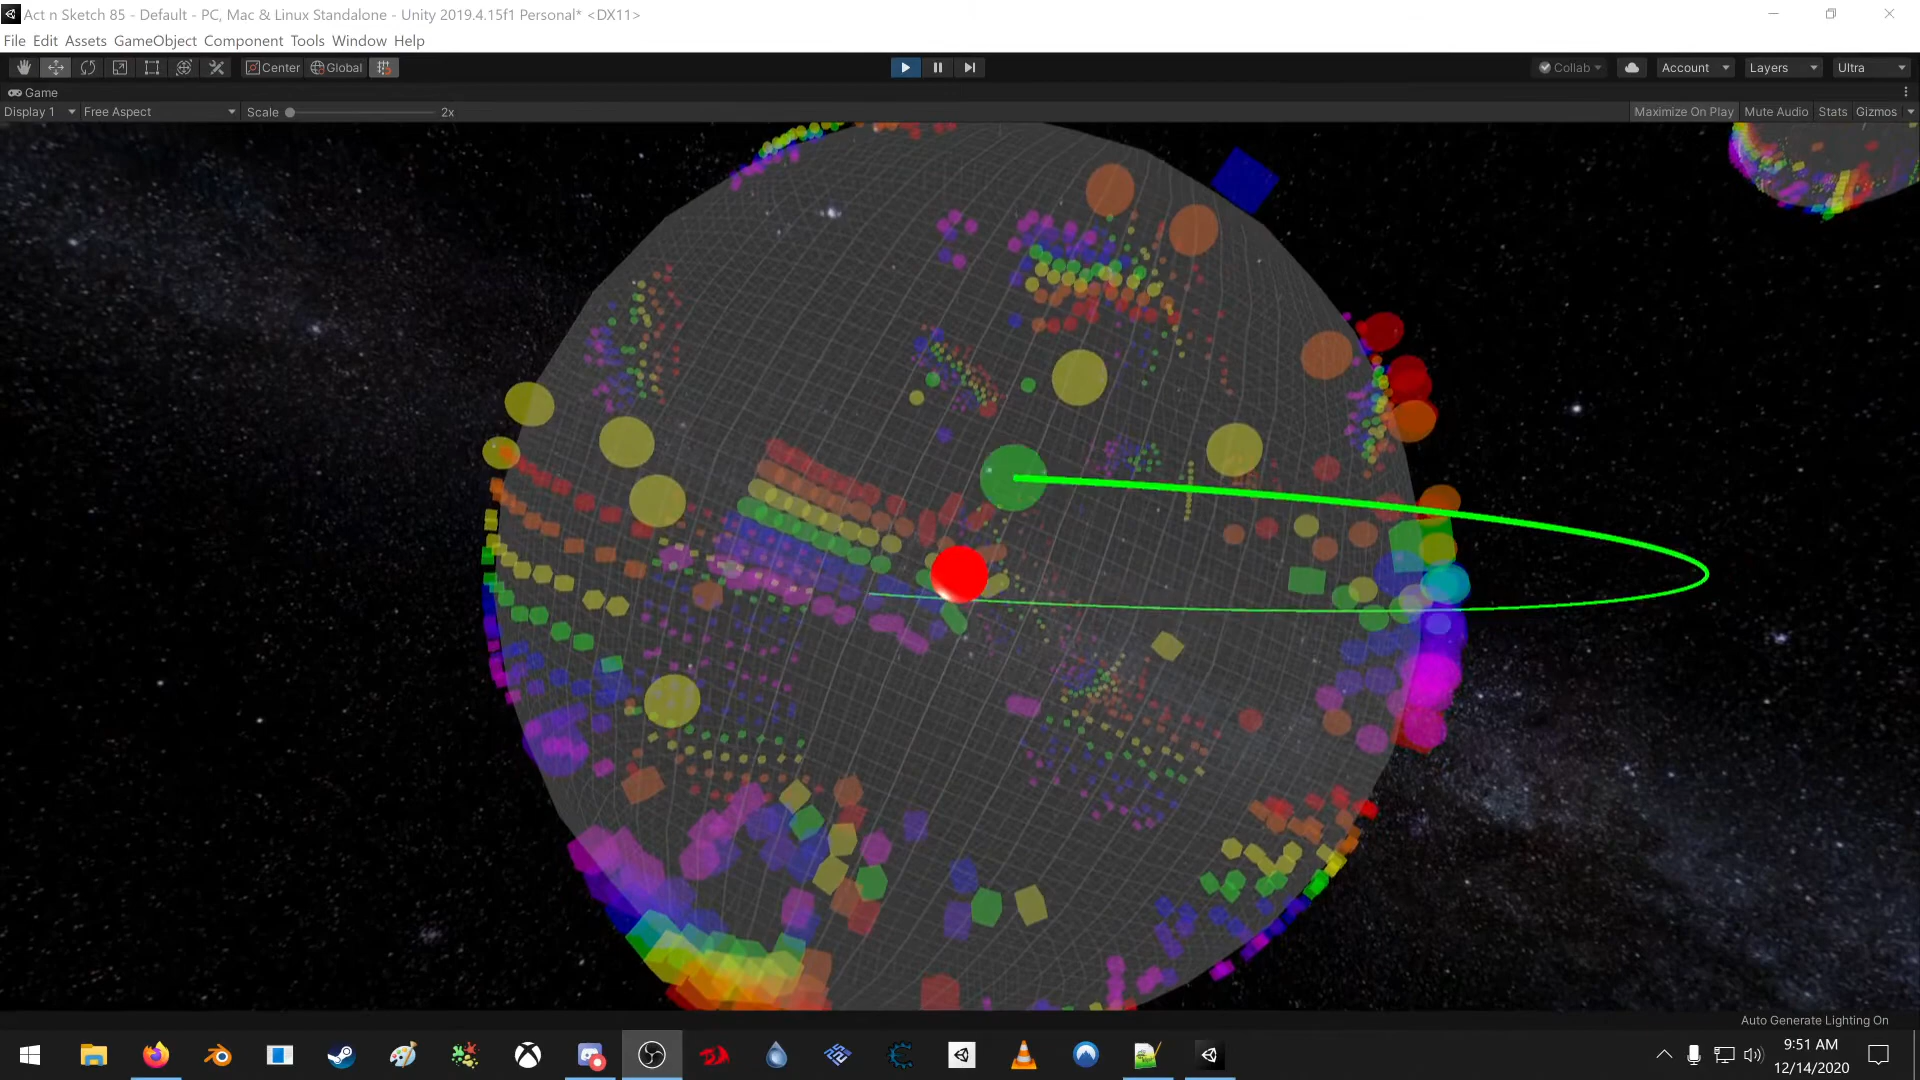 Act n Sketch 85 - Default - PC, Mac & Linux Standalone - Unity 2019.4.15f1 Personal* <DX11>
File Edit Assets GameObject Component Tools Window Help
Center Global Collab Account Layers Ultra
Game
Display 1 Free Aspect Scale 2x Maximize On Play Mute Audio Stats Gizmos
Auto Generate Lighting On
9:51 AM
12/14/2020